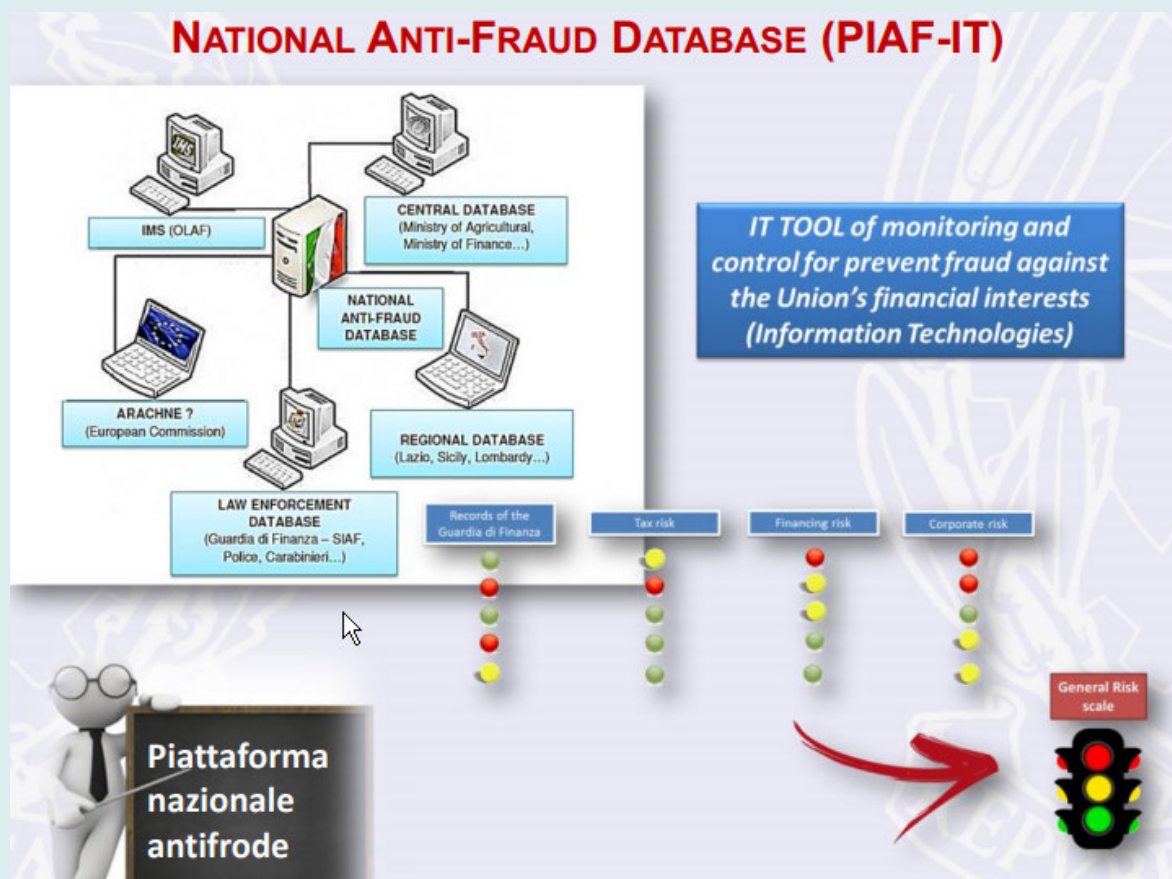 NATIONAL ANTI-FRAUD DATABASE (PIAF-IT)
IMS
IMS (OLAF)
CENTRAL DATABASE
(Ministry of Agricultural,
Ministry of Finance...)
NATIONAL
ANTI-FRAUD
DATABASE
ARACHNE ?
(European Commission)
REGIONAL DATABASE
(Lazio, Sicily, Lombardy...)
LAW ENFORCEMENT
DATABASE
(Guardia di Finanza – SIAF,
Police, Carabinieri...)
IT TOOL of monitoring and
control for prevent fraud against
the Union's financial interests
(Information Technologies)
Records of the
Guardia di Finanza
Tax risk
Financing risk
Corporate risk
General Risk
scale
Piattaforma
nazionale
antifrode